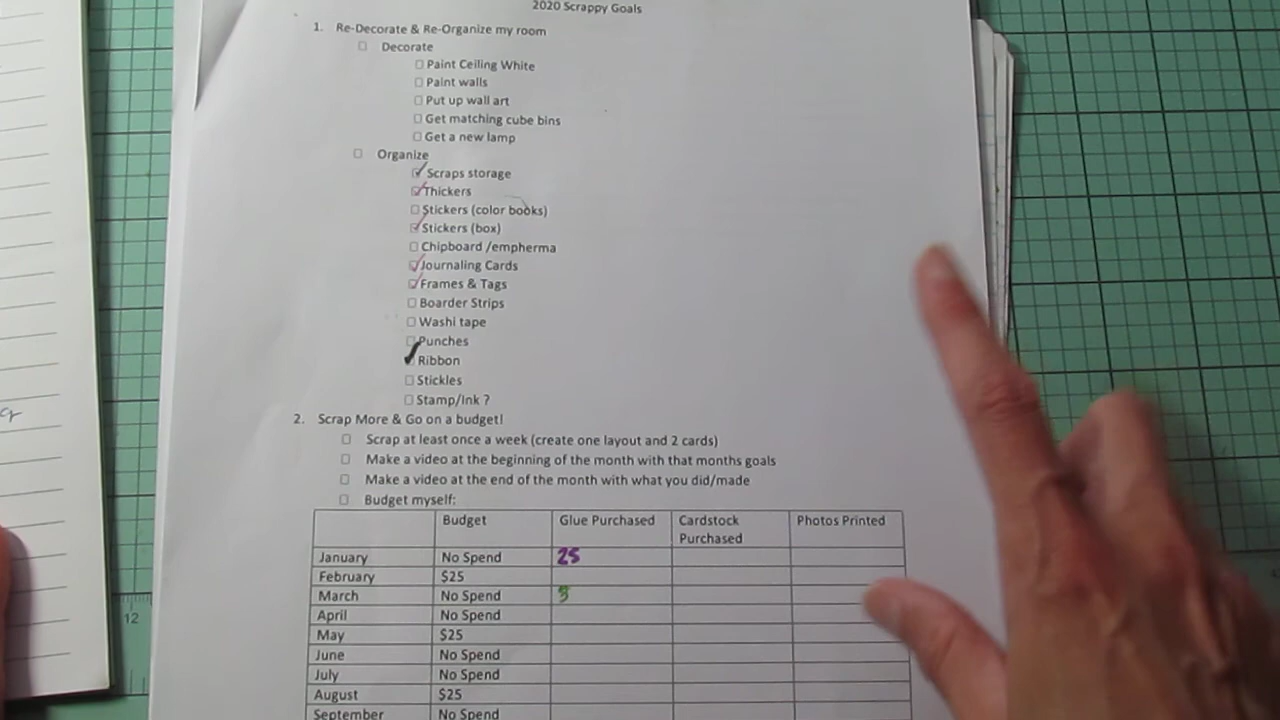 2020 Scrappy Goals
1. Re-Decorate & Re-Organize my room
Decorate
Paint Ceiling White
Paint walls
Put up wall art
Get matching cube bins
Get a new lamp
Organize
Scraps storage
Thickers
Stickers (color books)
Stickers (box)
Chipboard /empherma
Journaling Cards
Frames & Tags
Boarder Strips
Washi tape
Punches
Ribbon
Stickles
Stamp/Ink ?
2. Scrap More & Go on a budget!
Scrap at least once a week (create one layout and 2 cards)
Make a video at the beginning of the month with that months goals
Make a video at the end of the month with what you did/made
Budget myself:
Budget Glue Purchased Cardstock Purchased Photos Printed
January No Spend 25
February $25
March No Spend 3
April No Spend
May $25
June No Spend
July No Spend
August $25
September No Spend
12